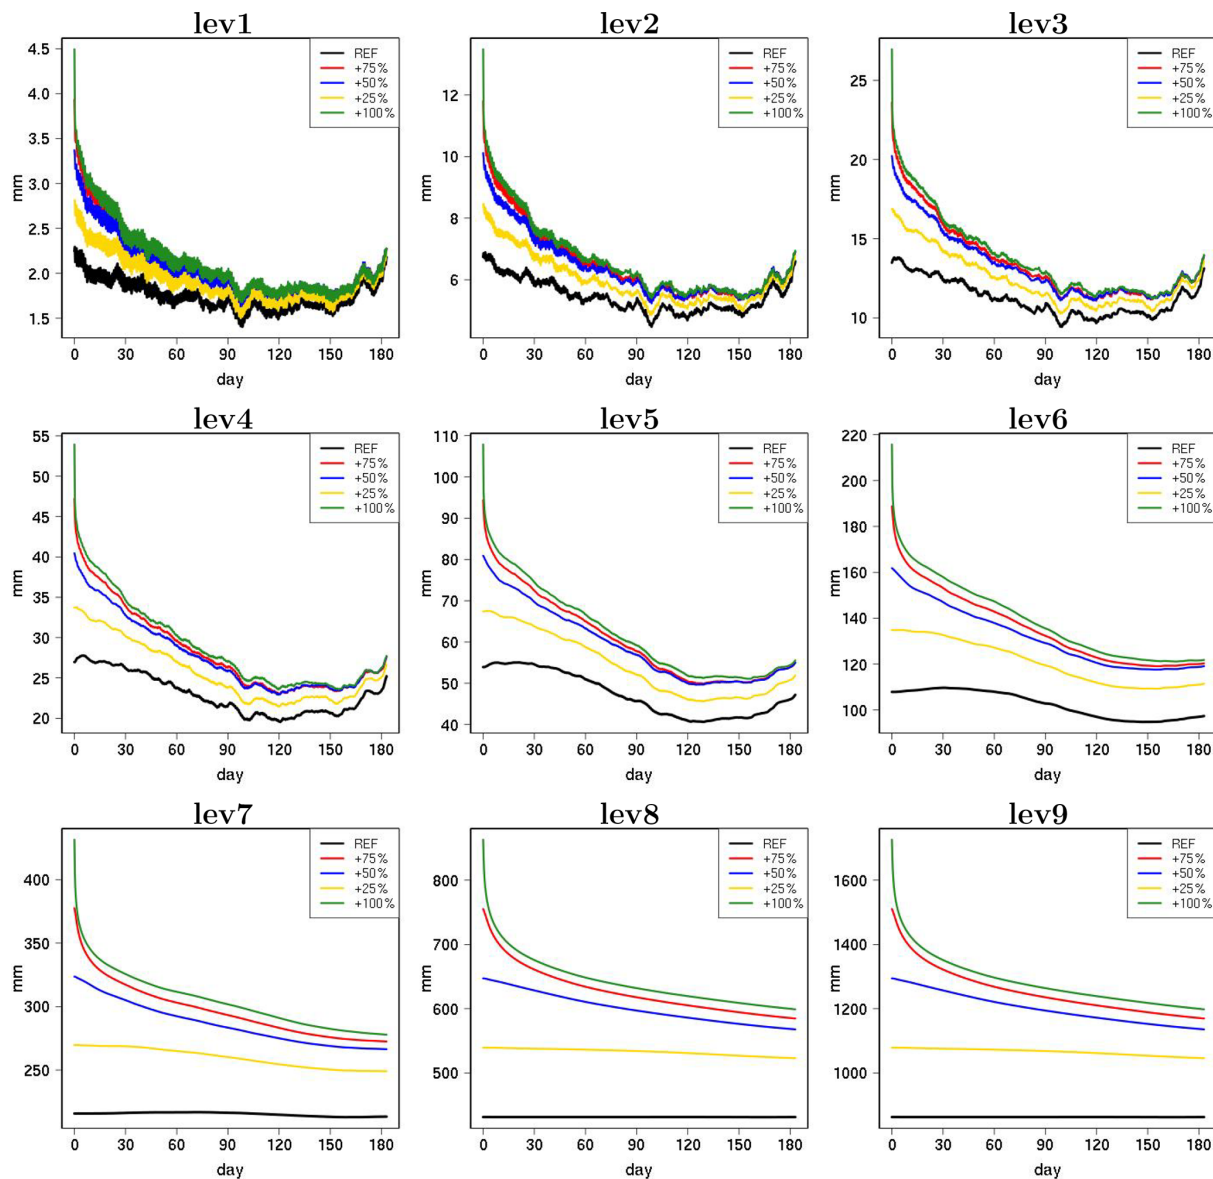 lev1
4.5
4.0
3.5
3.0
2.5
2.0
1.5
mm
0 30 60 90 120 150 180
day
REF
+75%
+50%
+25%
+100%
lev2
12
10
8
6
mm
0 30 60 90 120 150 180
day
REF
+75%
+50%
+25%
+100%
lev3
25
20
15
10
mm
0 30 60 90 120 150 180
day
REF
+75%
+50%
+25%
+100%
lev4
55
50
45
40
35
30
25
20
mm
0 30 60 90 120 150 180
day
REF
+75%
+50%
+25%
+100%
lev5
110
100
90
80
70
60
50
40
mm
0 30 60 90 120 150 180
day
REF
+75%
+50%
+25%
+100%
lev6
220
200
180
160
140
120
100
mm
0 30 60 90 120 150 180
day
REF
+75%
+50%
+25%
+100%
lev7
400
350
300
250
mm
0 30 60 90 120 150 180
day
REF
+75%
+50%
+25%
+100%
lev8
800
700
600
500
mm
0 30 60 90 120 150 180
day
REF
+75%
+50%
+25%
+100%
lev9
1600
1400
1200
1000
mm
0 30 60 90 120 150 180
day
REF
+75%
+50%
+25%
+100%